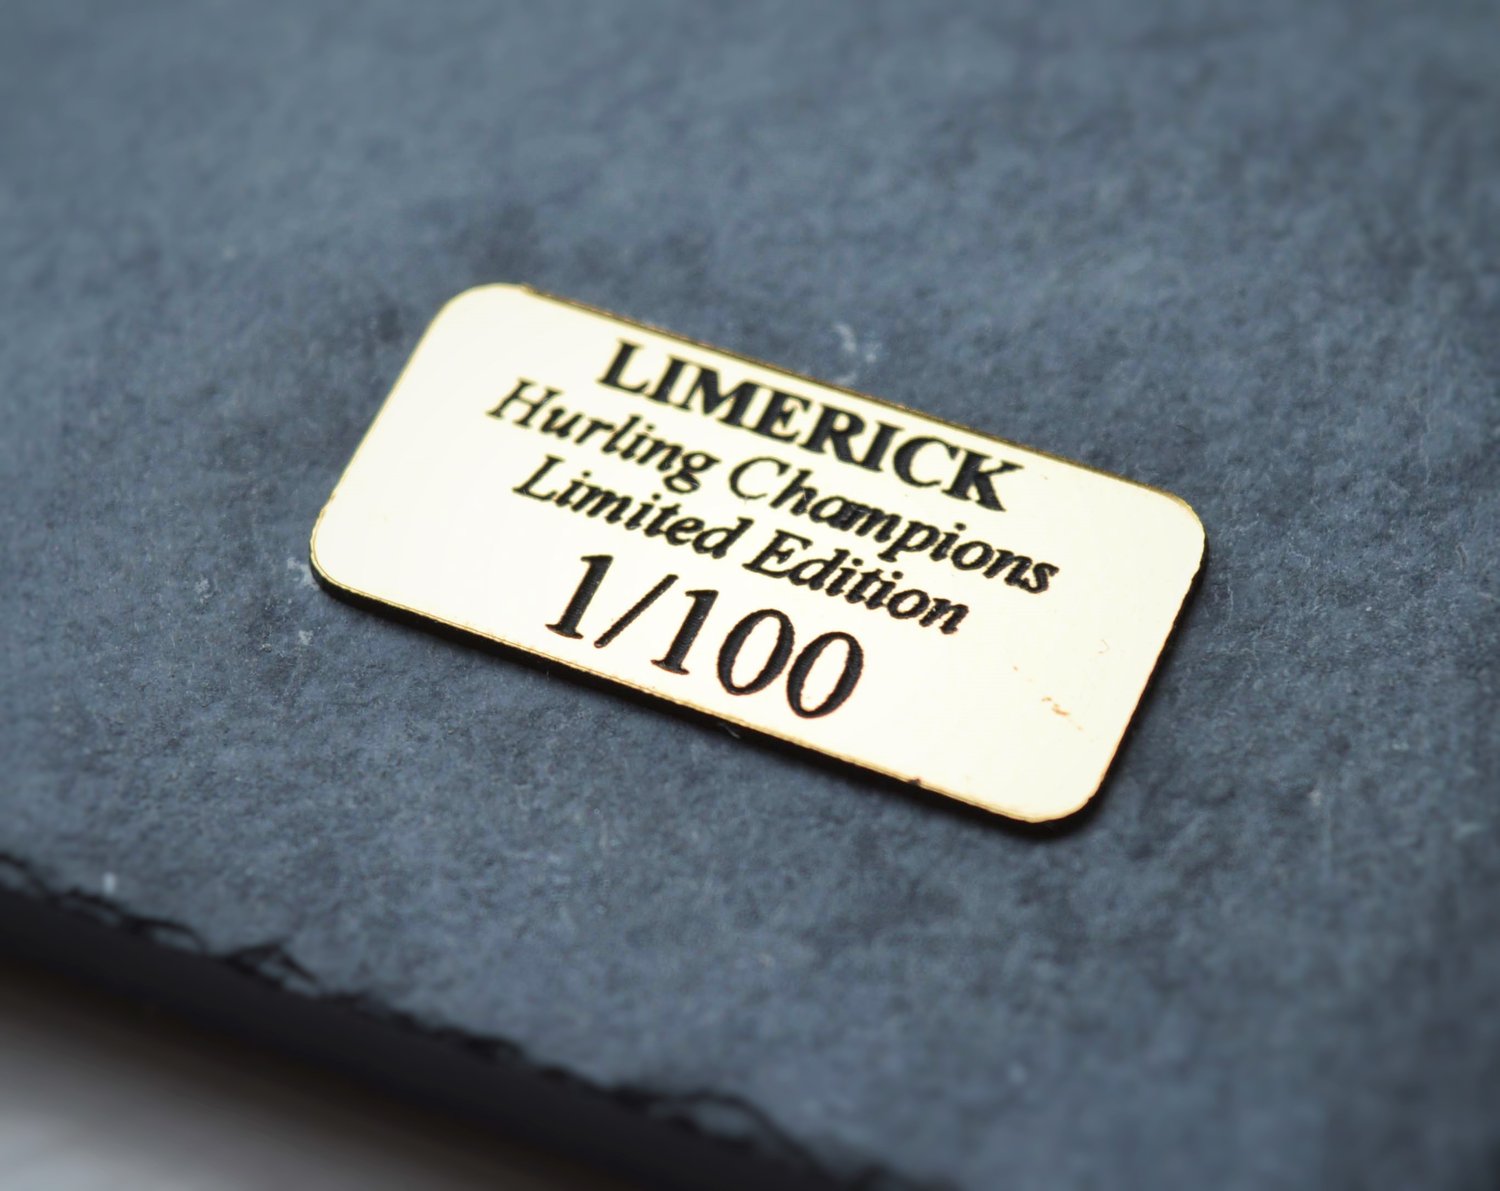 LIMERICK
Hurling Champions
Limited Edition
1/100